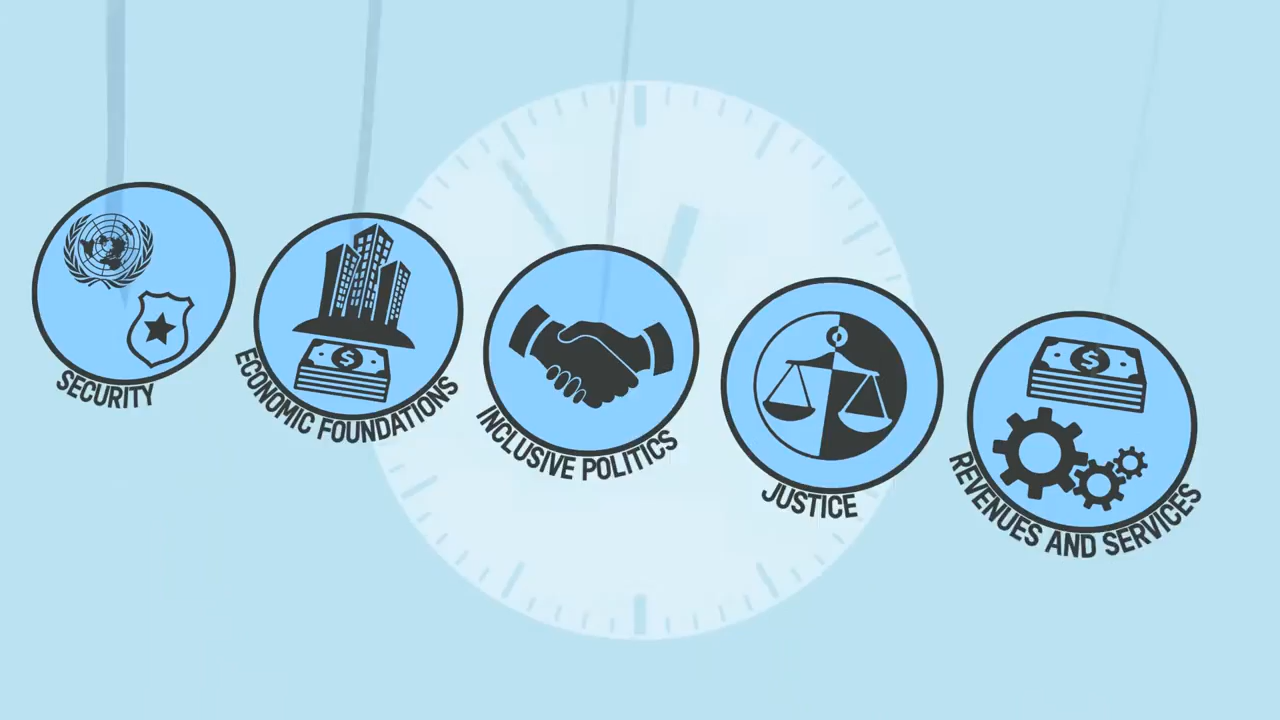 SECURITY
ECONOMIC FOUNDATIONS
INCLUSIVE POLITICS
JUSTICE
REVENUES AND SERVICES